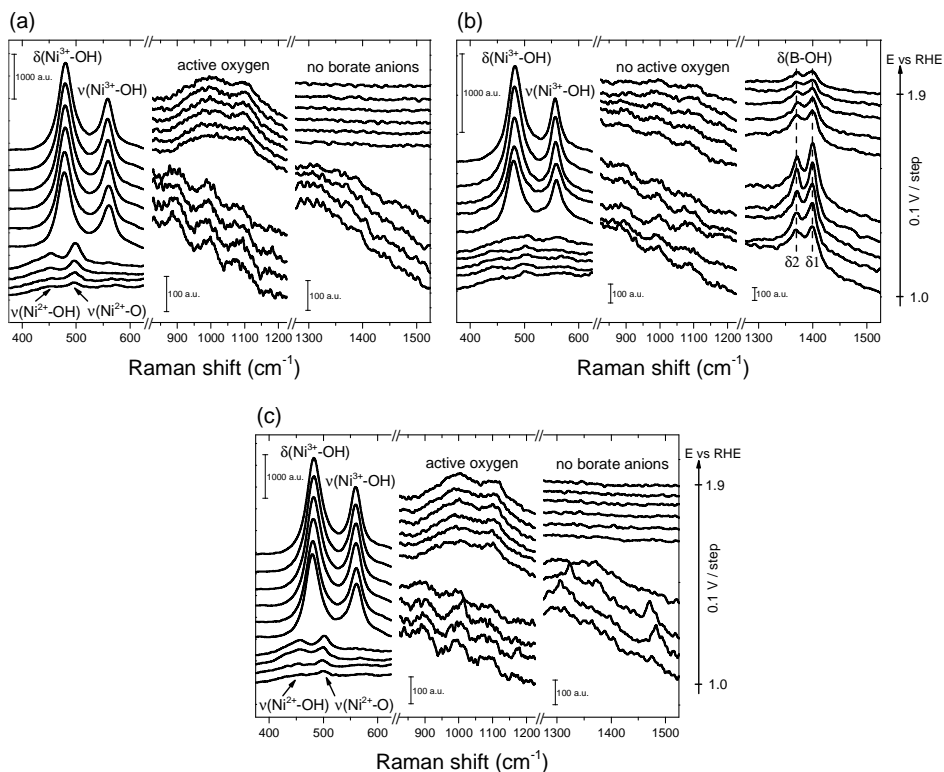 (a)
δ(Ni³⁺-OH)
1000 a.u.
ν(Ni³⁺-OH)
active oxygen
no borate anions
100 a.u.
100 a.u.
ν(Ni²⁺-OH) ν(Ni²⁺-O)
400 500 600 900 1000 1100 1200 1300 1400 1500
Raman shift (cm⁻¹)
(b)
δ(Ni³⁺-OH)
1000 a.u.
ν(Ni³⁺-OH)
no active oxygen
δ(B-OH)
δ2 δ1
100 a.u.
100 a.u.
E vs RHE
1.9
0.1 V / step
1.0
400 500 600 900 1000 1100 1200 1300 1400 1500
Raman shift (cm⁻¹)
(c)
δ(Ni³⁺-OH)
1000 a.u.
ν(Ni³⁺-OH)
active oxygen
no borate anions
100 a.u.
100 a.u.
ν(Ni²⁺-OH) ν(Ni²⁺-O)
E vs RHE
1.9
0.1 V / step
1.0
400 500 600 900 1000 1100 1200 1300 1400 1500
Raman shift (cm⁻¹)